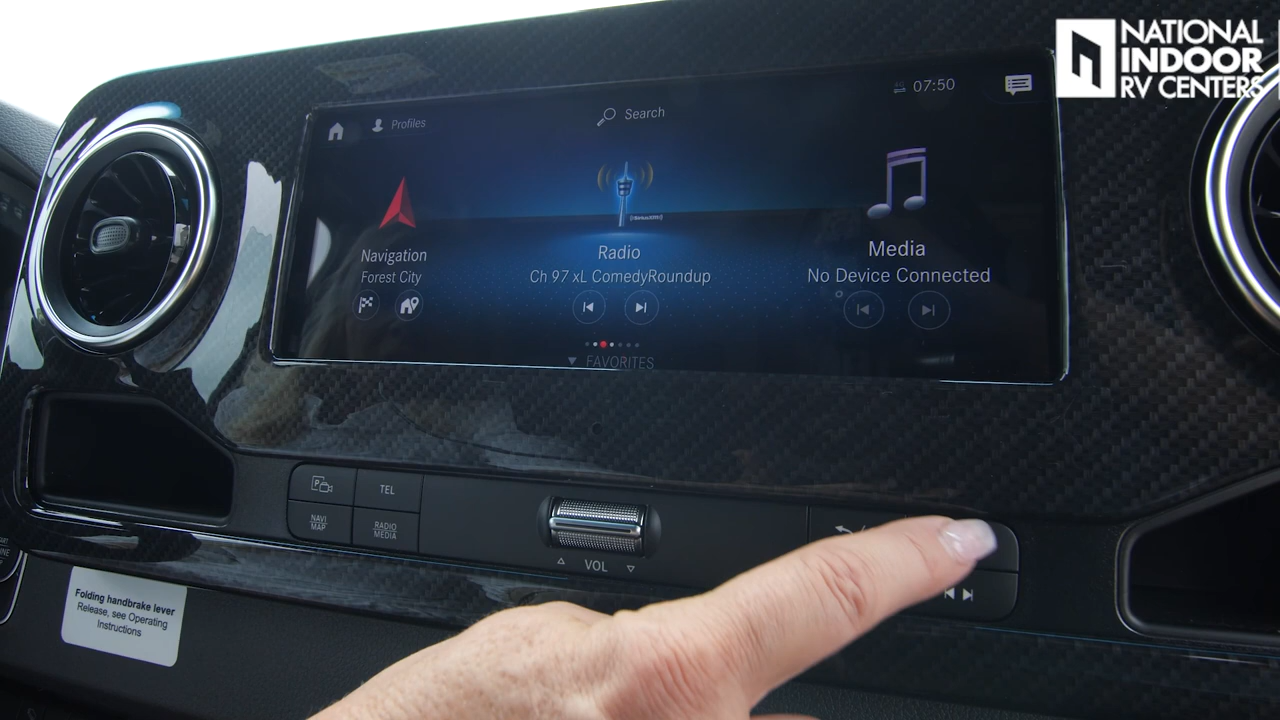 NATIONAL
INDOOR
RV CENTERS
07:50
Profiles
Search
SiriusXM
Navigation
Forest City
Radio
Ch 97 xL ComedyRoundup
Media
No Device Connected
FAVORITES
P
TEL
NAVI
MAP
RADIO
MEDIA
VOL
Folding handbrake lever
Release, see Operating
Instructions